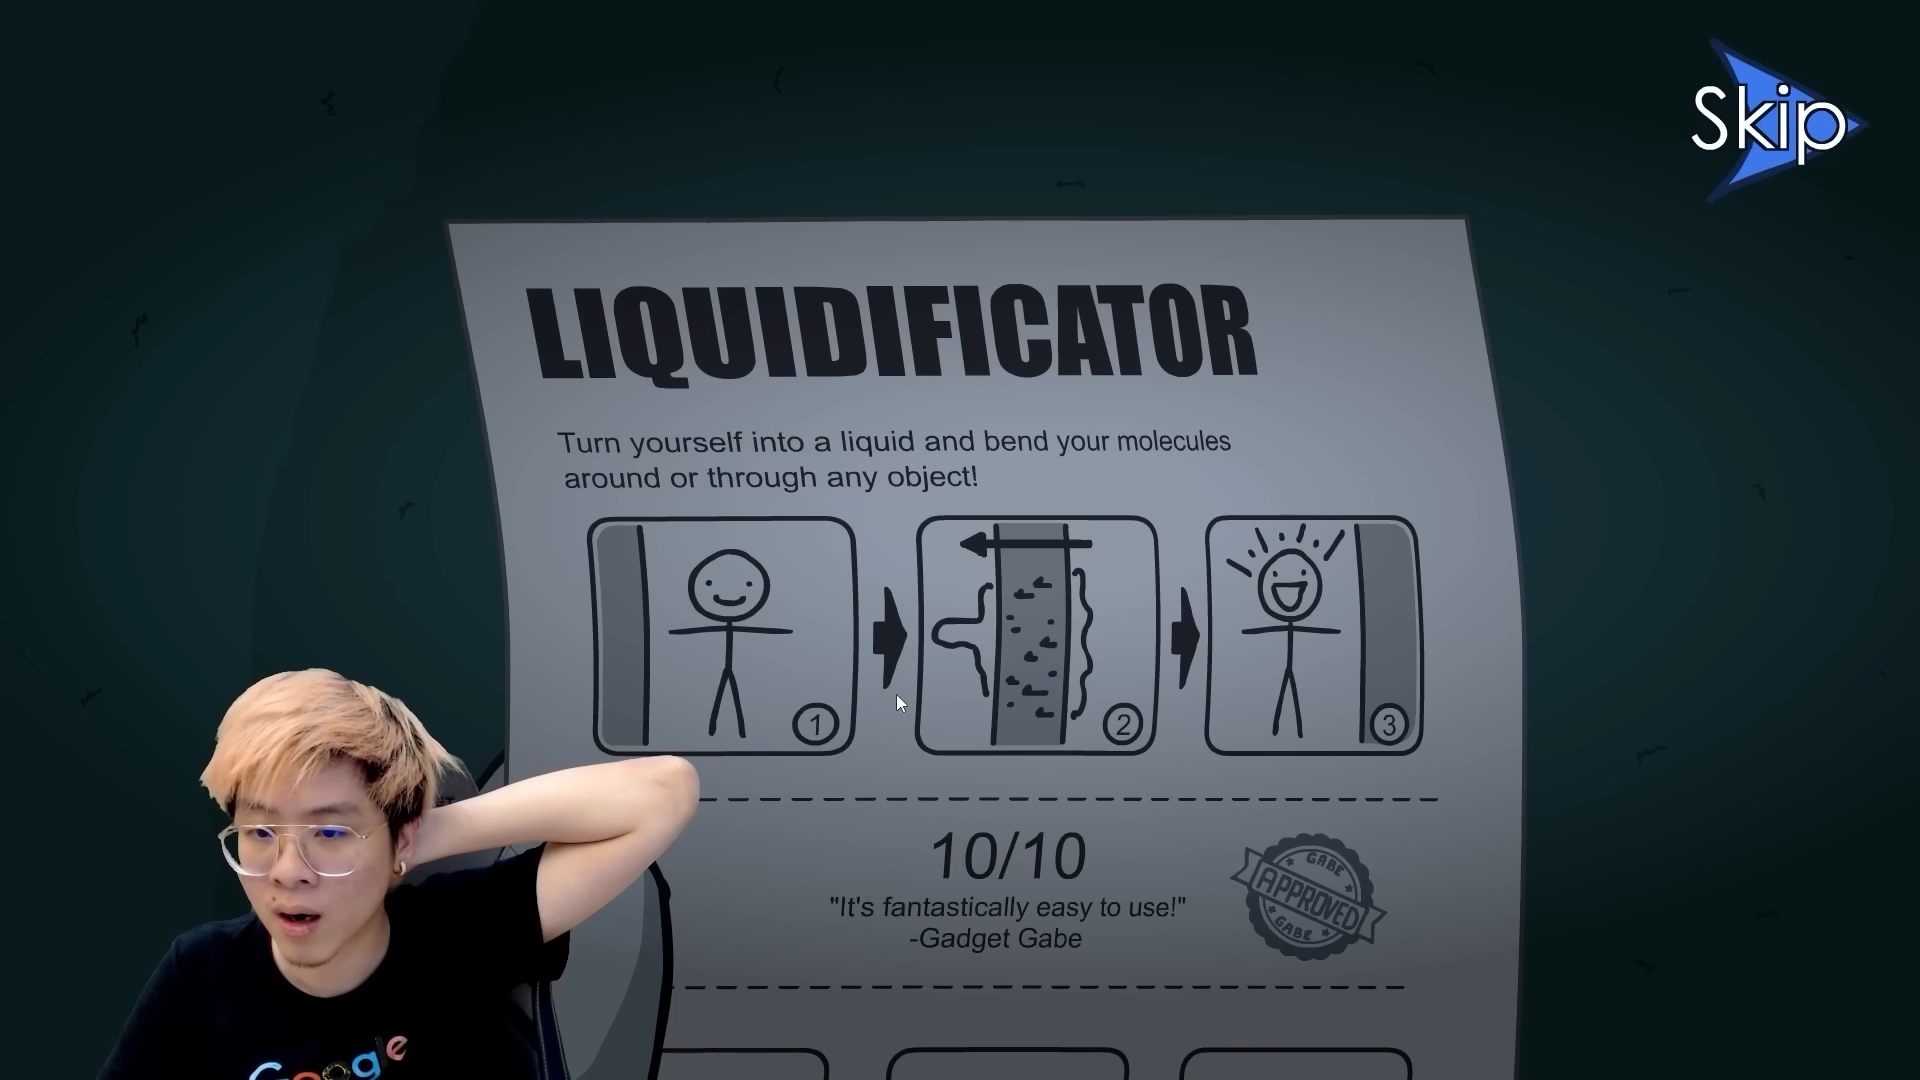 Skip
LIQUIDIFICATOR
Turn yourself into a liquid and bend your molecules
around or through any object!
1
2
3
10/10
"It's fantastically easy to use!"
-Gadget Gabe
GABE
APPROVED
GABE
Google